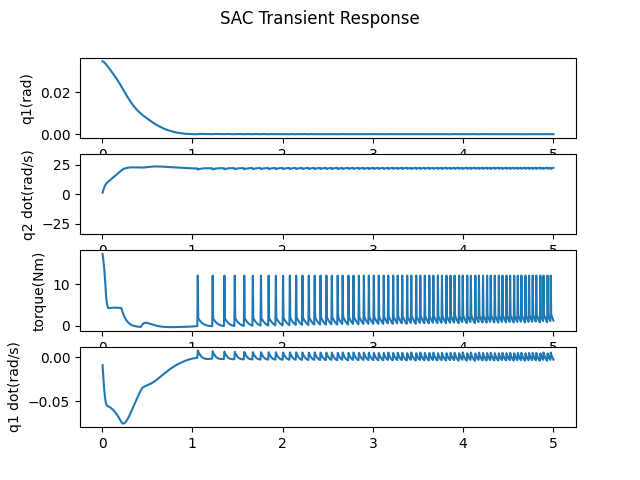 SAC Transient Response
q1(rad)
0.02
0.00
0 1 2 3 4 5
q2 dot(rad/s)
25
0
−25
0 1 2 3 4 5
torque(Nm)
10
0
0 1 2 3 4 5
q1 dot(rad/s)
0.00
−0.05
0 1 2 3 4 5